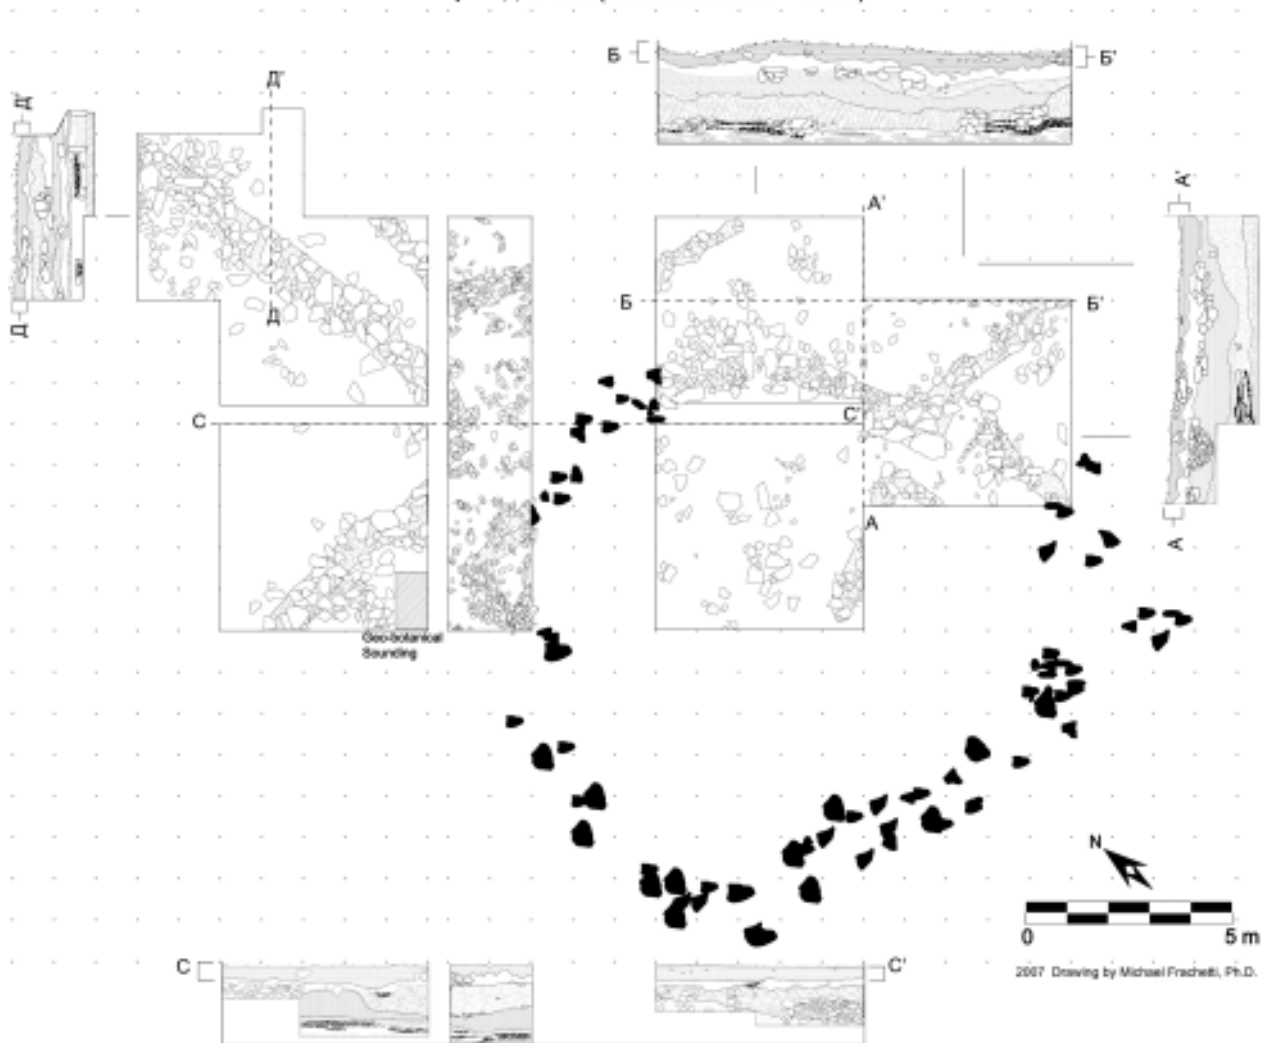 Б
Б'
Д'
Д'
А'
А'
Б
Б'
Д
Д
С
С'
А
А
Geo-botanical
Sounding
N
0 5 m
С
С'
2007 Drawing by Michael Frachetti, Ph.D.